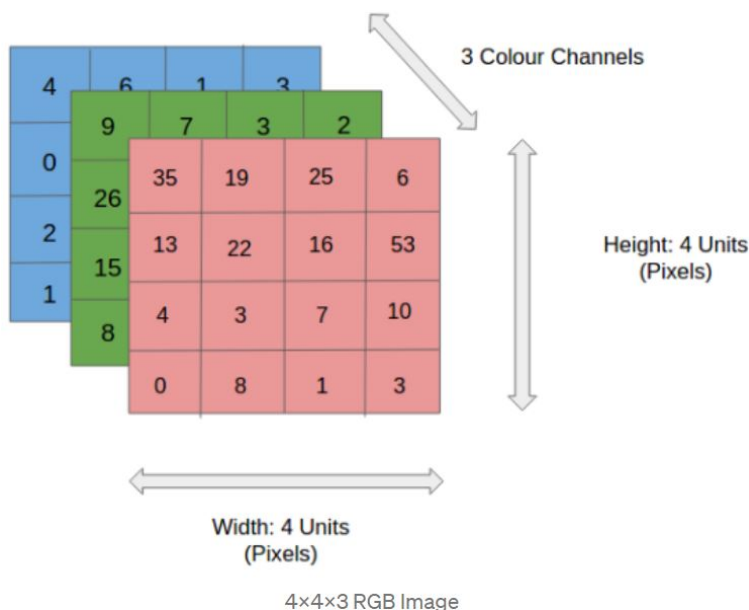 4 6 1 3
3 Colour Channels
9 7 3 2
0
35 19 25 6
26
2
13 22 16 53
Height: 4 Units
(Pixels)
15
1
4 3 7 10
8
0 8 1 3
Width: 4 Units
(Pixels)
4×4×3 RGB Image